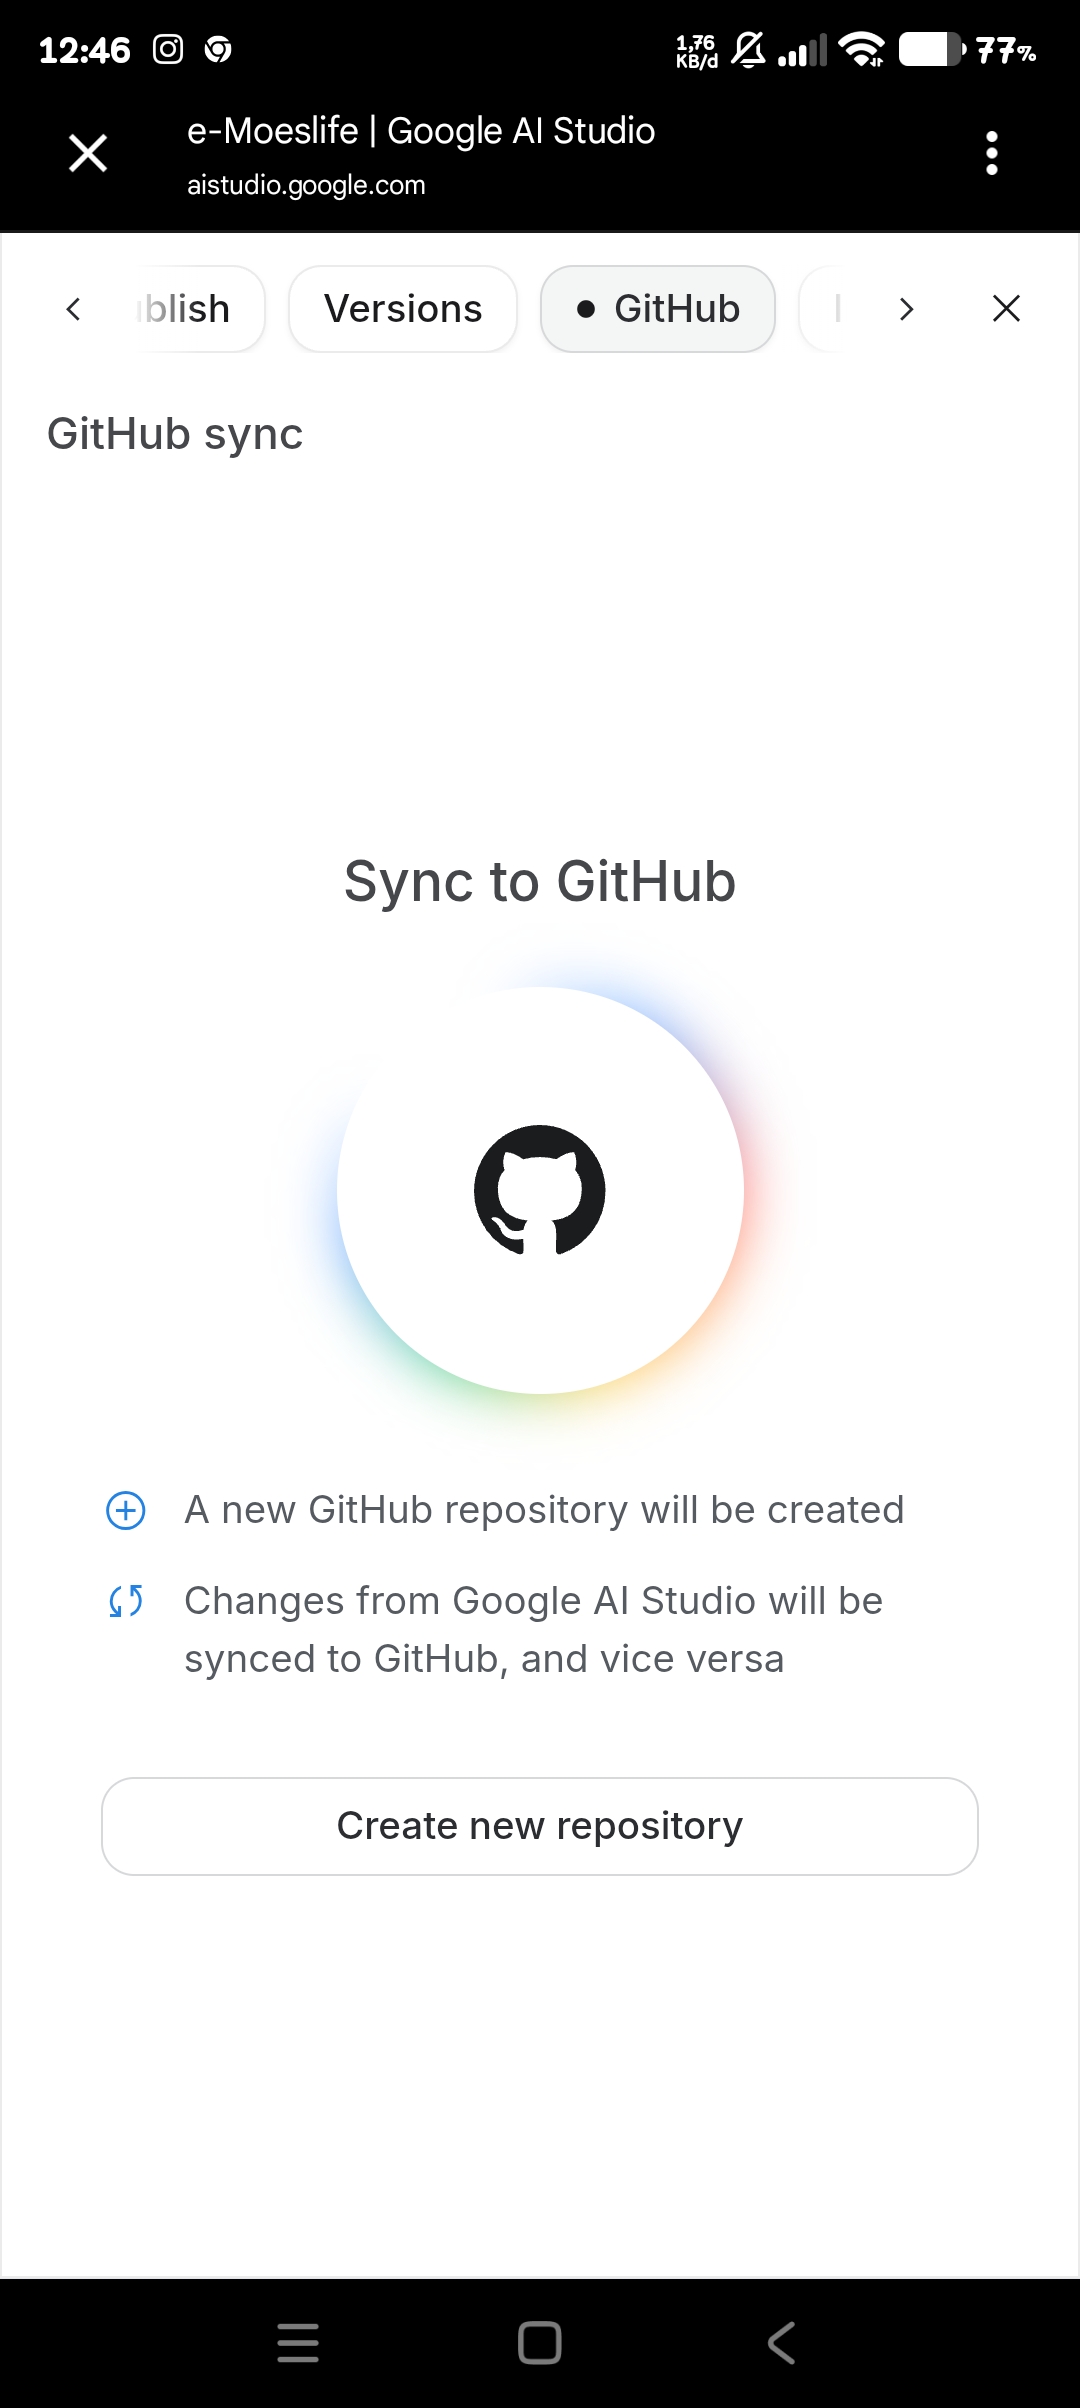 12:46
1,76
KB/d
77%
e-Moeslife | Google AI Studio
aistudio.google.com
blish
Versions
GitHub
GitHub sync
Sync to GitHub
A new GitHub repository will be created
Changes from Google AI Studio will be
synced to GitHub, and vice versa
Create new repository